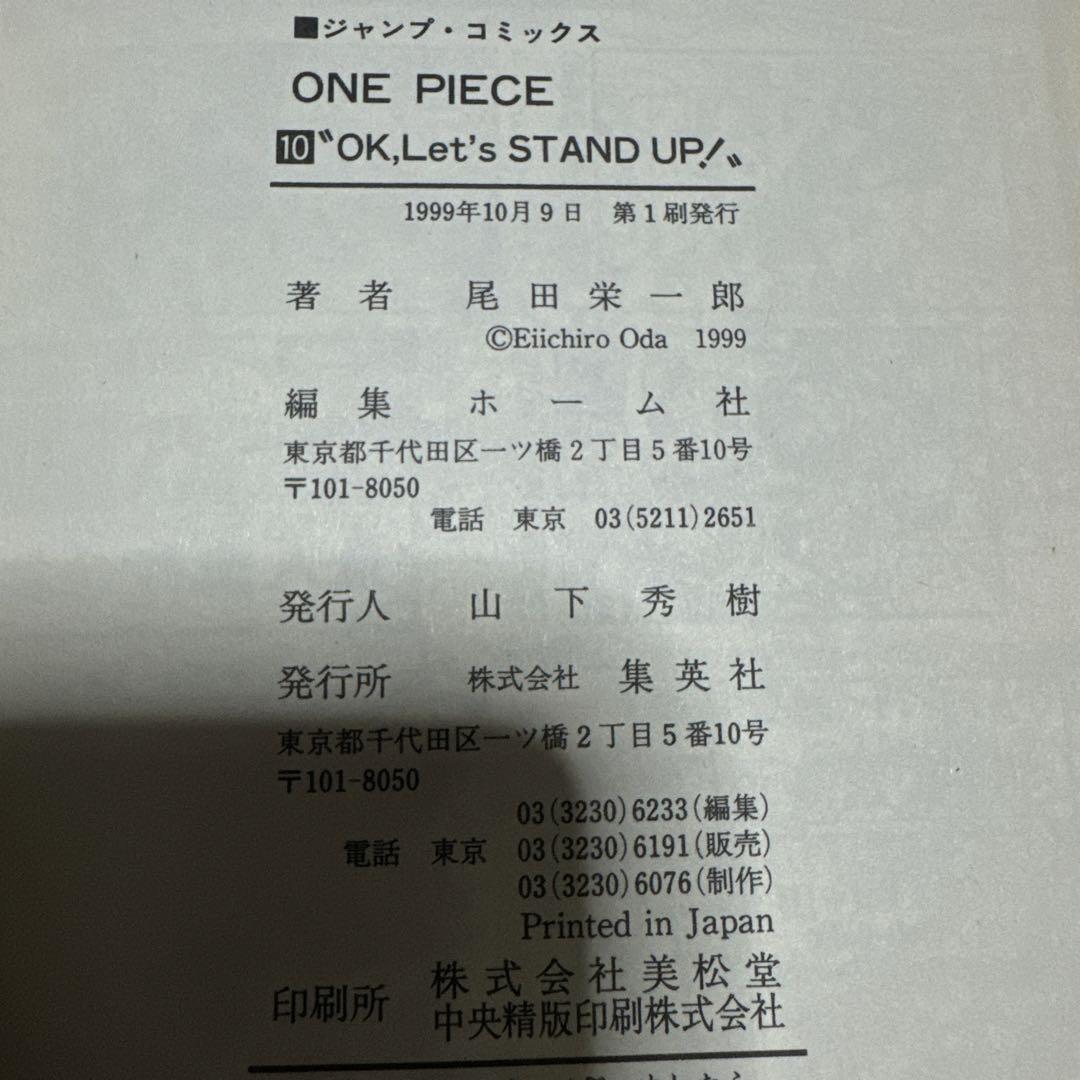 ■ジャンプ・コミックス
ONE PIECE
10〝OK,Let's STAND UP!〟
1999年10月9日 第1刷発行
著者 尾田栄一郎
©Eiichiro Oda 1999
編集 ホーム社
東京都千代田区一ツ橋2丁目5番10号
〒101-8050
電話 東京 03(5211)2651
発行人 山下秀樹
発行所 株式会社 集英社
東京都千代田区一ツ橋2丁目5番10号
〒101-8050
03(3230)6233(編集)
電話 東京 03(3230)6191(販売)
03(3230)6076(制作)
Printed in Japan
印刷所 株式会社美松堂
中央精版印刷株式会社